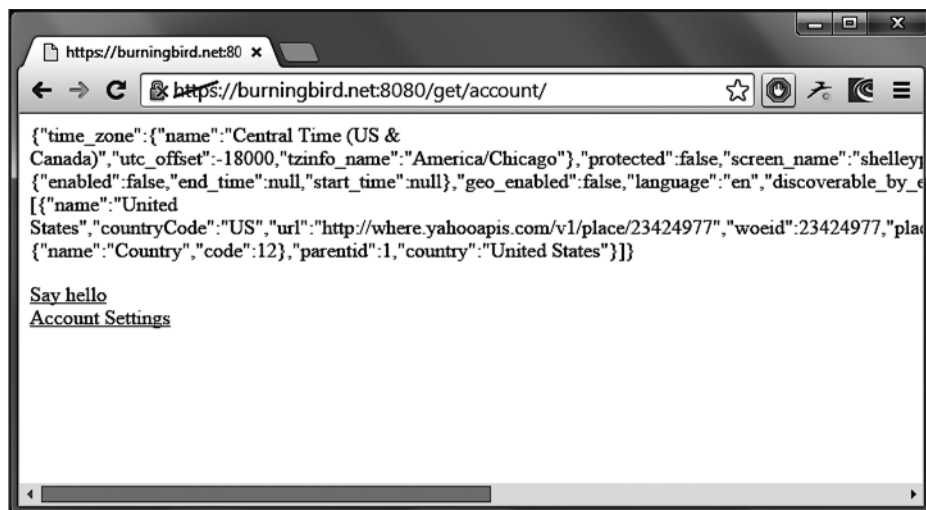 https://burningbird.net:80
https://burningbird.net:8080/get/account/
{"time_zone":{"name":"Central Time (US &
Canada)","utc_offset":-18000,"tzinfo_name":"America/Chicago"},"protected":false,"screen_name":"shelley
{"enabled":false,"end_time":null,"start_time":null},"geo_enabled":false,"language":"en","discoverable_by_e
[{"name":"United
States","countryCode":"US","url":"http://where.yahooapis.com/v1/place/23424977","woeid":23424977,"plac
{"name":"Country","code":12},"parentid":1,"country":"United States"}]}
Say hello
Account Settings